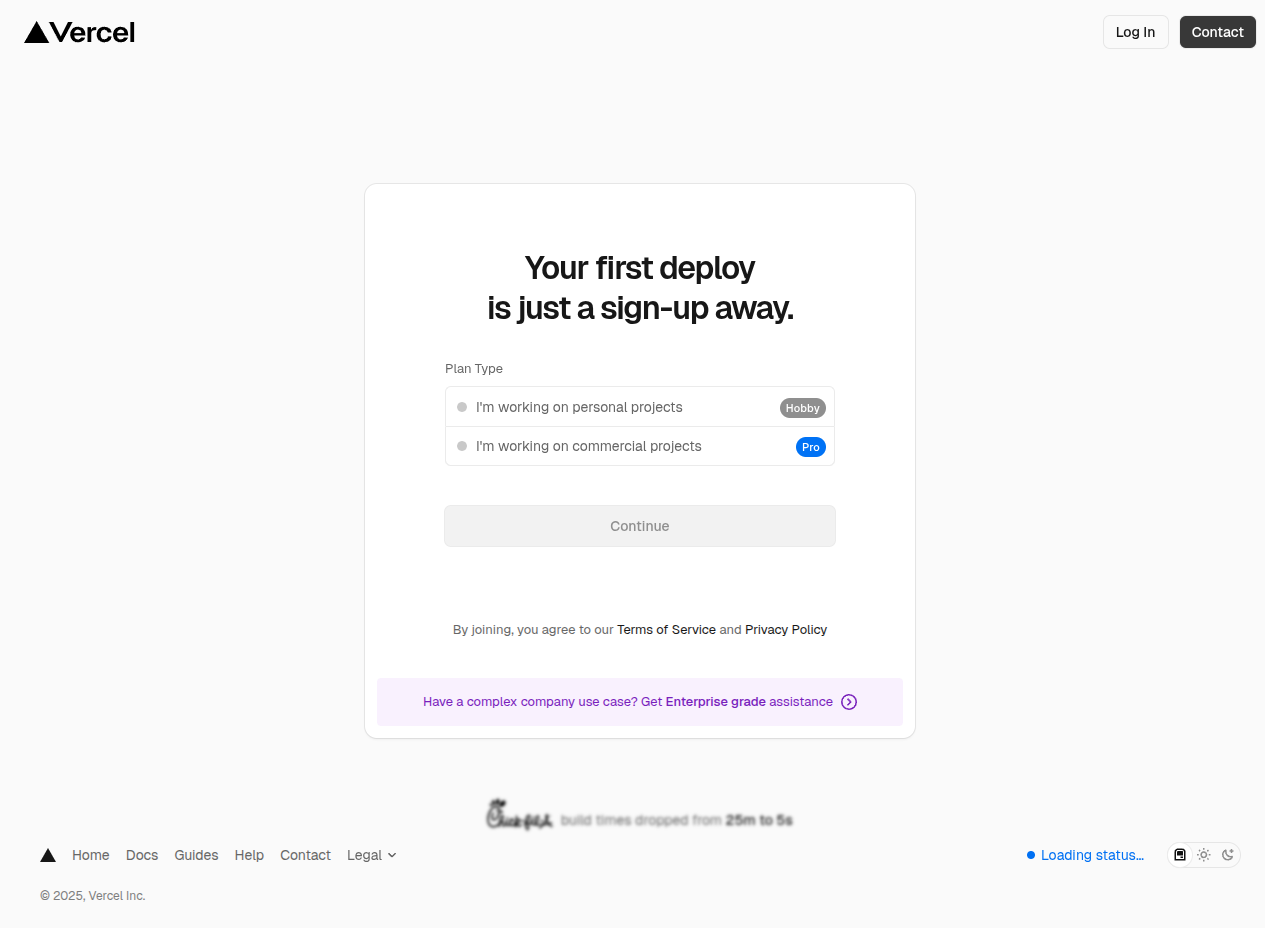 Vercel
Log In
Contact
Your first deploy
is just a sign-up away.
Plan Type
I'm working on personal projects
Hobby
I'm working on commercial projects
Pro
Continue
By joining, you agree to our Terms of Service and Privacy Policy
Have a complex company use case? Get Enterprise grade assistance
Chick-fil-A build times dropped from 25m to 5s
Home
Docs
Guides
Help
Contact
Legal
Loading status…
© 2025, Vercel Inc.